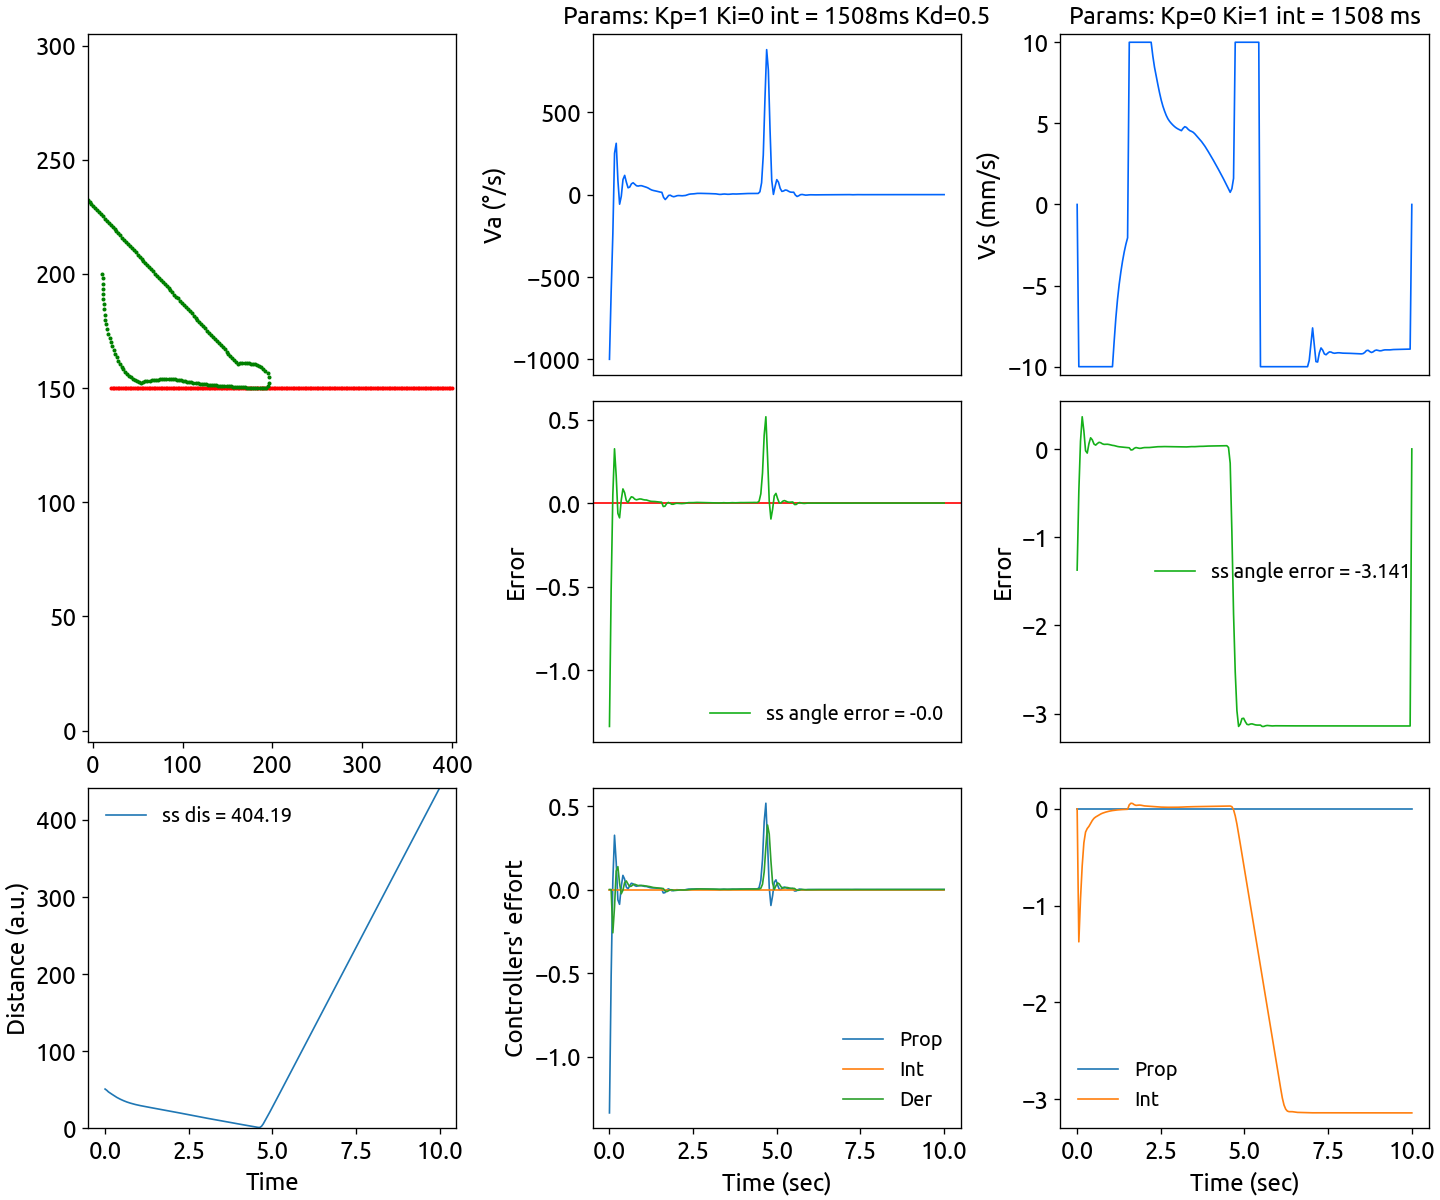 Params: Kp=1 Ki=0 int = 1508ms Kd=0.5
Params: Kp=0 Ki=1 int = 1508 ms
300
250
200
150
100
50
0
0 100 200 300 400
Va (°/s)
500
0
−500
−1000
Vs (mm/s)
10
5
0
−5
−10
Error
0.5
0.0
−0.5
−1.0
ss angle error = -0.0
Error
0
−1
−2
−3
ss angle error = -3.141
Distance (a.u.)
400
300
200
100
0
ss dis = 404.19
0.0 2.5 5.0 7.5 10.0
Time
Controllers' effort
0.5
0.0
−0.5
−1.0
Prop
Int
Der
0.0 2.5 5.0 7.5 10.0
Time (sec)
0
−1
−2
−3
Prop
Int
0.0 2.5 5.0 7.5 10.0
Time (sec)